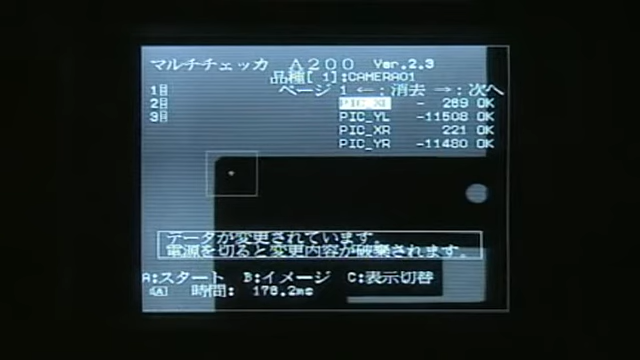 マルチチェッカ A200 Ver.2.3
品種[ 1]:CAMERA01
ページ 1 ←:消去 →:次へ
1目
2目
3目
PIC_XL - 289 OK
PIC_YL -11508 OK
PIC_XR 221 OK
PIC_YR -11480 OK
データが変更されています。
電源を切ると変更内容が破棄されます。
A:スタート B:イメージ C:表示切替
(A) 時間: 178.2ms